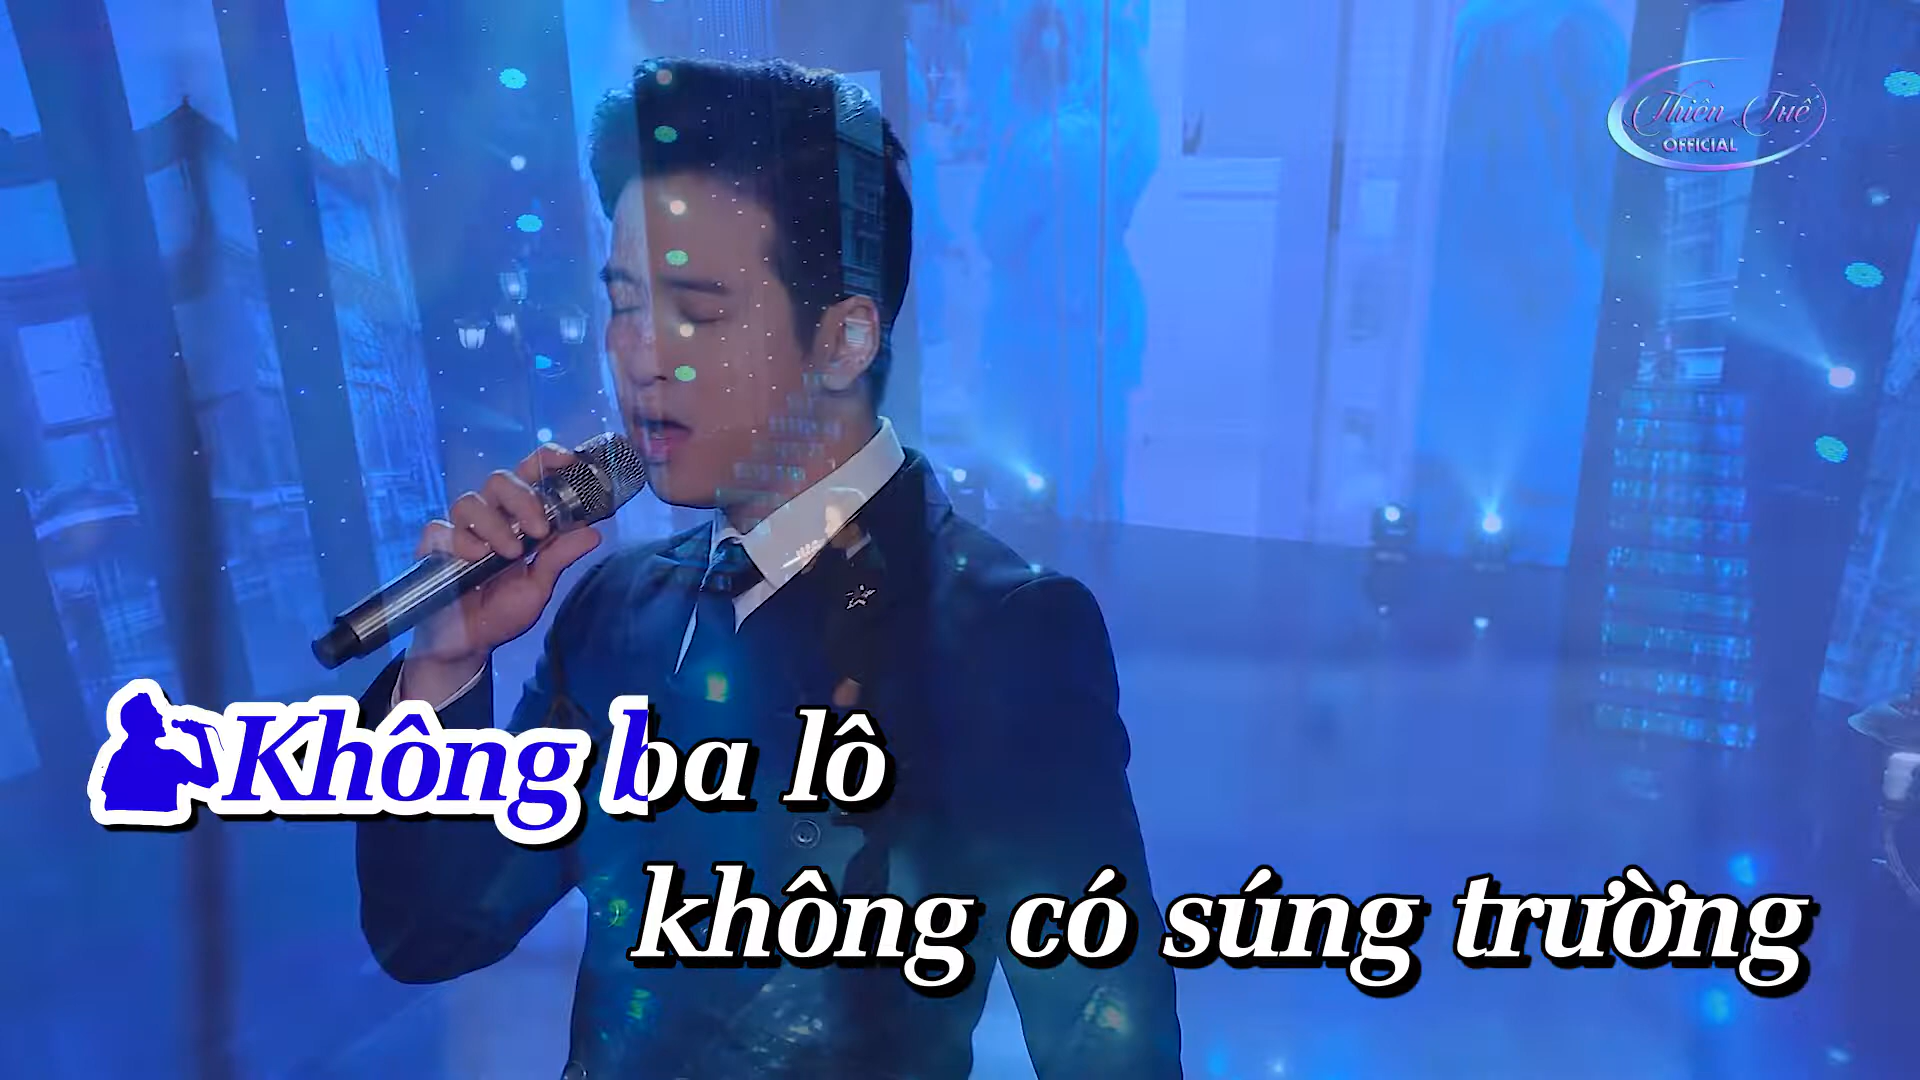 Thiên Tuế
OFFICIAL
Không ba lô
không có súng trường